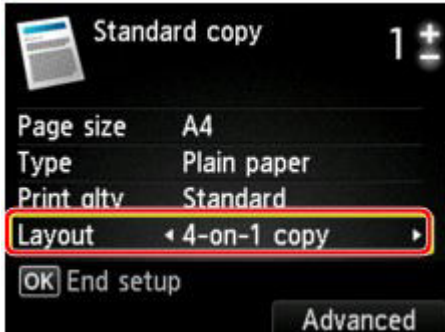 Standard copy
1
Page size A4
Type Plain paper
Print qlty Standard
Layout 4-on-1 copy
OK End setup
Advanced